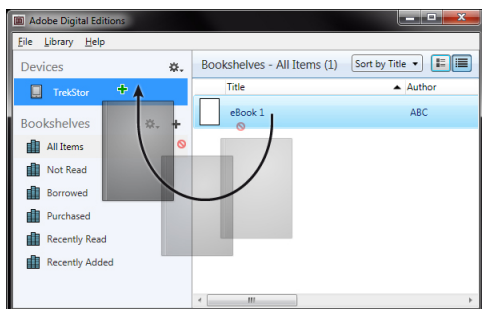 Adobe Digital Editions
File Library Help
Devices
TrekStor
Bookshelves
All Items
Not Read
Borrowed
Purchased
Recently Read
Recently Added
Bookshelves - All Items (1) Sort by Title
Title Author
eBook 1 ABC